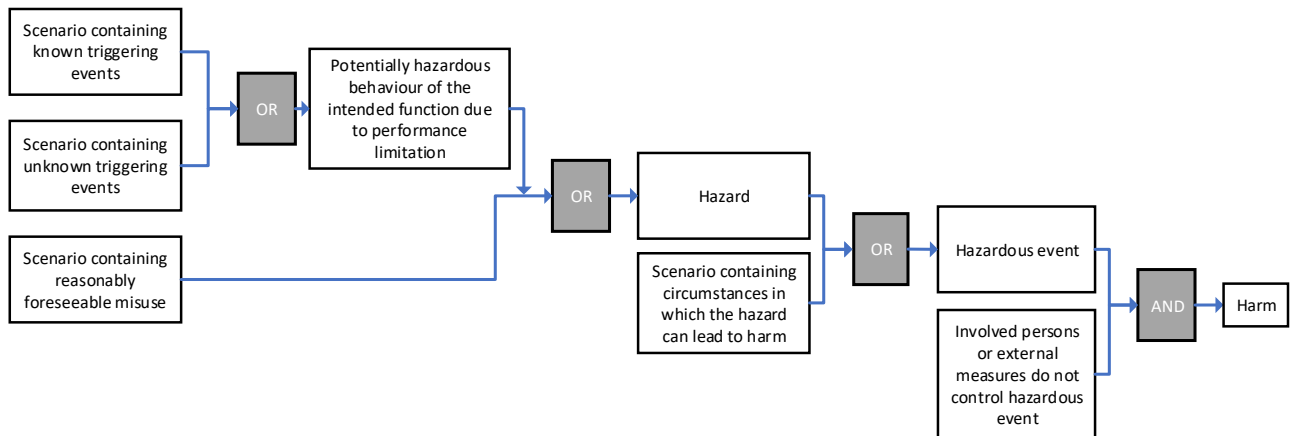 Scenario containing
known triggering
events
Scenario containing
unknown triggering
events
Scenario containing
reasonably
foreseeable misuse
OR
Potentially hazardous
behaviour of the
intended function due
to performance
limitation
OR
Hazard
Scenario containing
circumstances in
which the hazard
can lead to harm
OR
Hazardous event
Involved persons
or external
measures do not
control hazardous
event
AND
Harm